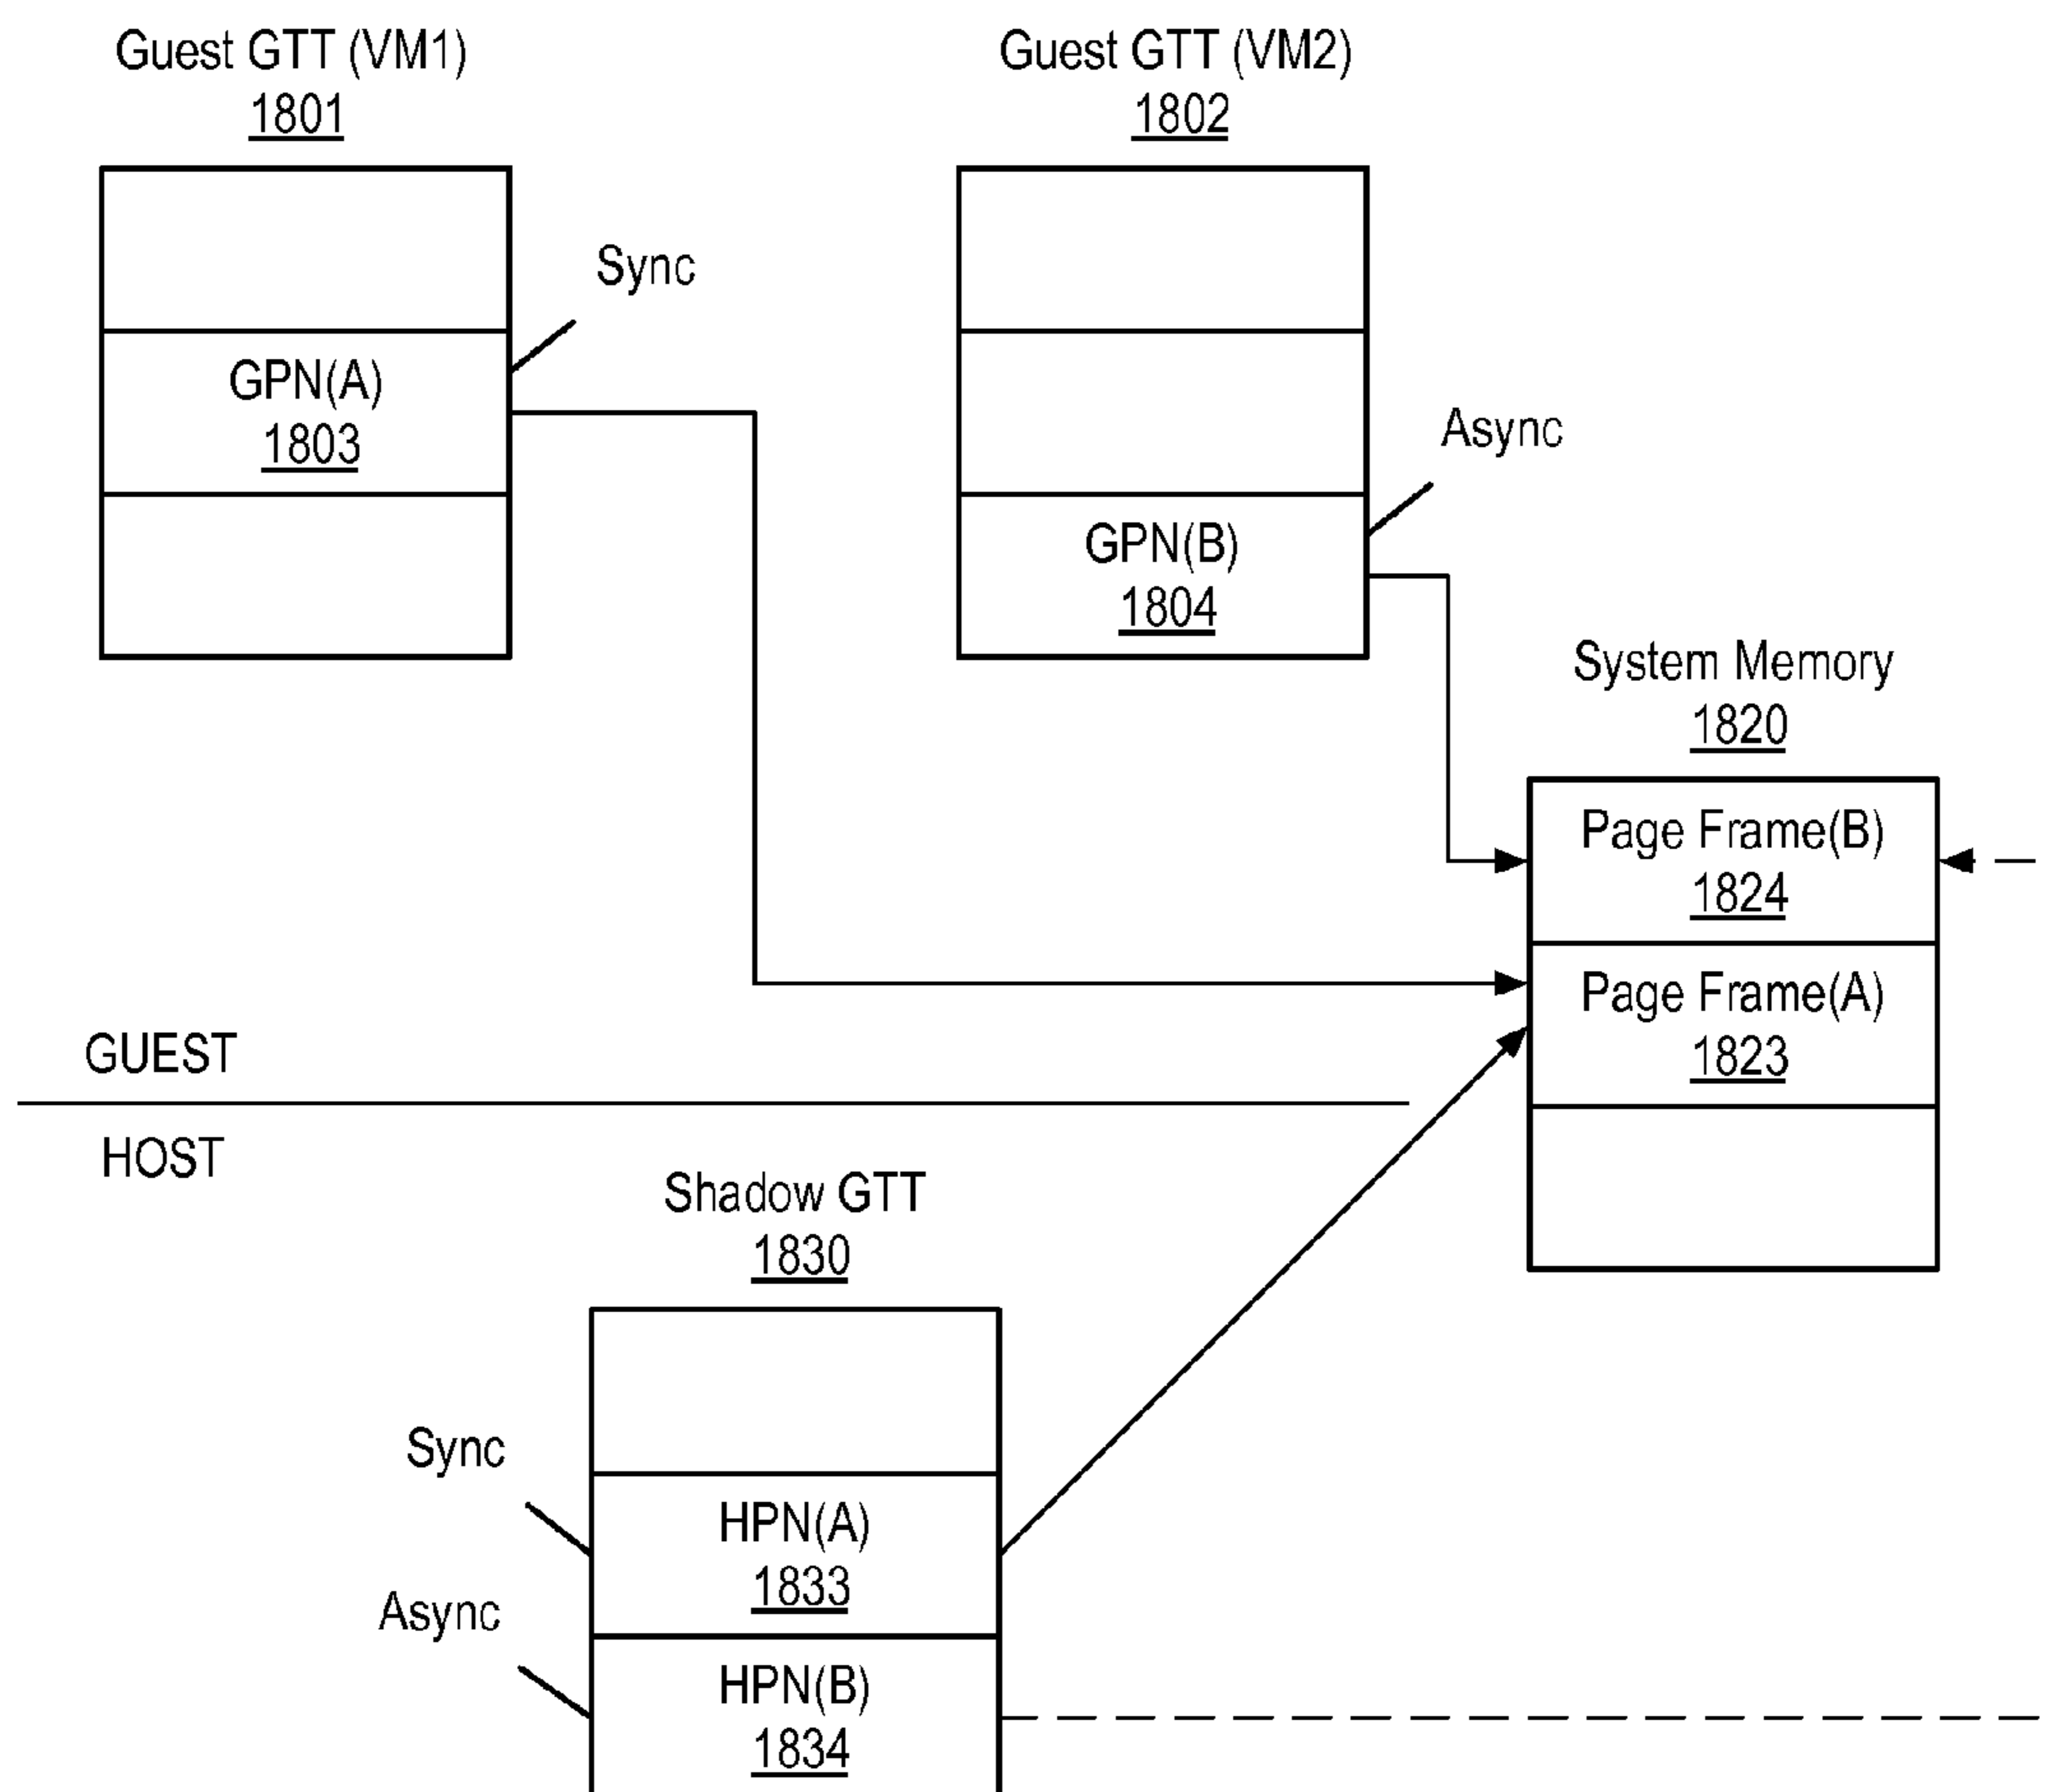 Guest GTT (VM1)
1801
Guest GTT (VM2)
1802
Sync
GPN(A)
1803
Async
GPN(B)
1804
System Memory
1820
Page Frame(B)
1824
Page Frame(A)
1823
GUEST
HOST
Shadow GTT
1830
Sync
HPN(A)
1833
Async
HPN(B)
1834